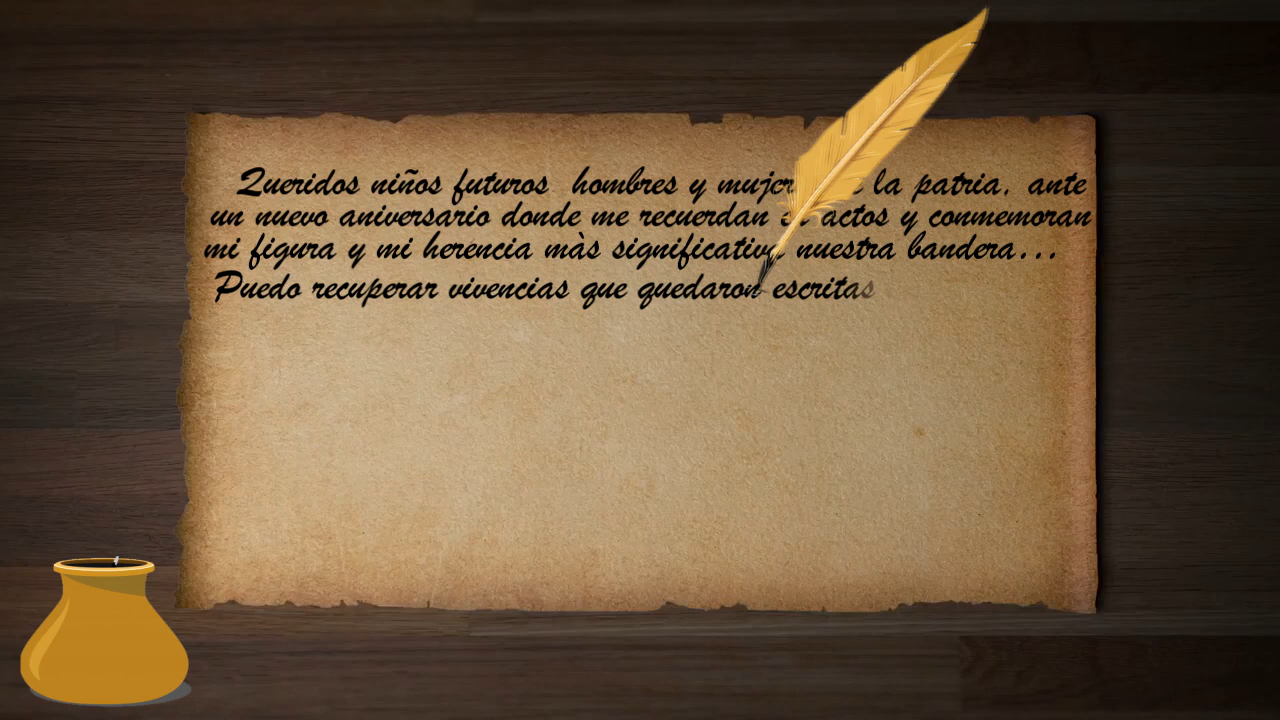 Queridos niños futuros hombres y mujer la patria, ante
un nuevo aniversario donde me recuerdan actos y conmemoran
mi figura y mi herencia màs significativa nuestra bandera...
Puedo recuperar vivencias que quedaron escritas